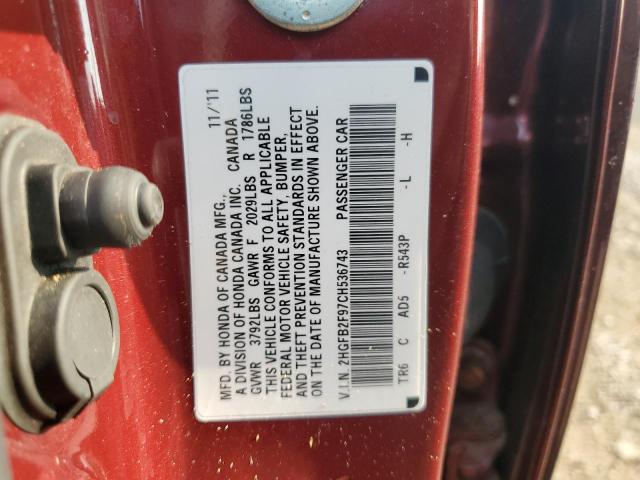 MFD. BY HONDA OF CANADA MFG., 11/'11
A DIVISION OF HONDA CANADA INC. CANADA
GVWR 3792LBS GAWR F 2029LBS R 1786LBS
THIS VEHICLE CONFORMS TO ALL APPLICABLE
FEDERAL MOTOR VEHICLE SAFETY, BUMPER,
AND THEFT PREVENTION STANDARDS IN EFFECT
ON THE DATE OF MANUFACTURE SHOWN ABOVE.
V.I.N. 2HGFB2F97CH536743 PASSENGER CAR
TR6 C AD5 -R543P -L -H